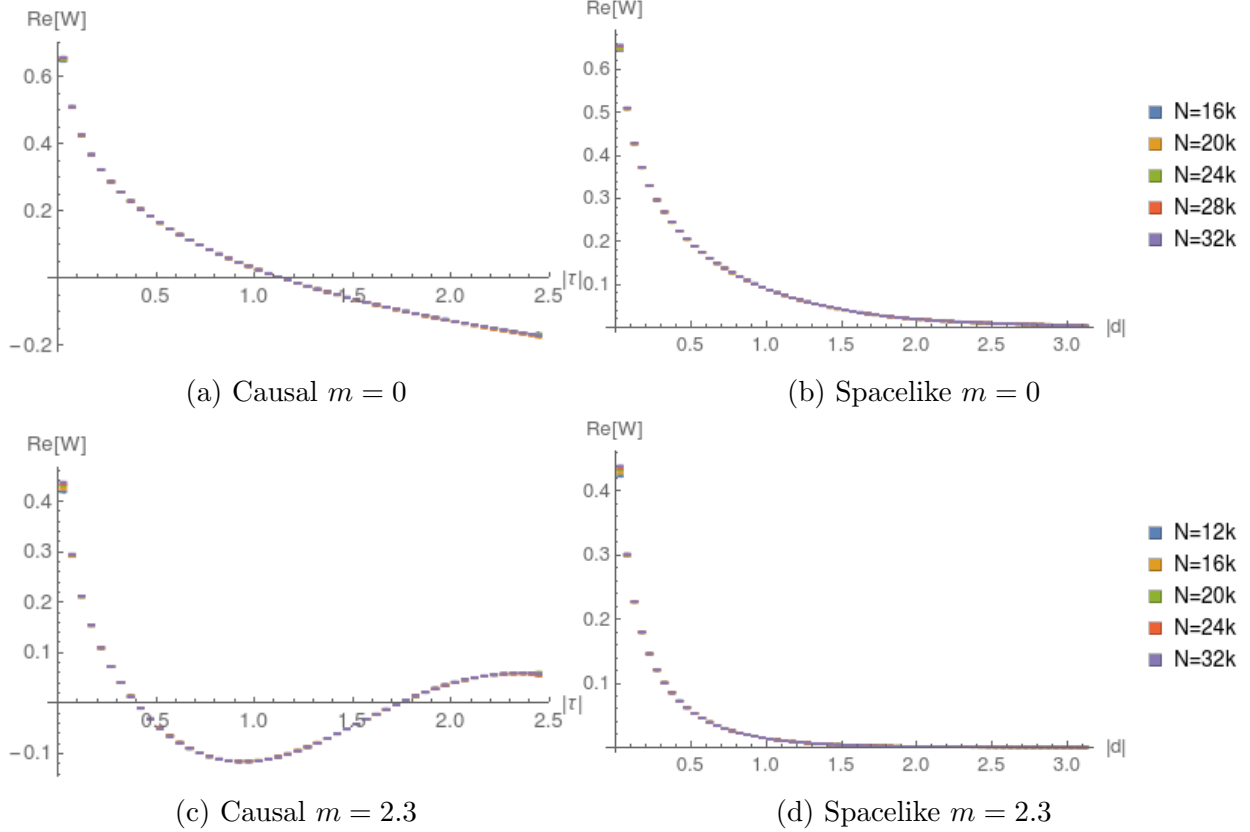 Re[W]
0.6
0.4
0.2
−0.2
0.5
1.0
1.5
2.0
2.5
|τ|
(a) Causal m = 0
Re[W]
0.6
0.5
0.4
0.3
0.2
0.1
0.5
1.0
1.5
2.0
2.5
3.0
|d|
(b) Spacelike m = 0
N=16k
N=20k
N=24k
N=28k
N=32k
Re[W]
0.4
0.3
0.2
0.1
−0.1
0.5
1.0
1.5
2.0
2.5
|τ|
(c) Causal m = 2.3
Re[W]
0.4
0.3
0.2
0.1
0.5
1.0
1.5
2.0
2.5
3.0
|d|
(d) Spacelike m = 2.3
N=12k
N=16k
N=20k
N=24k
N=32k